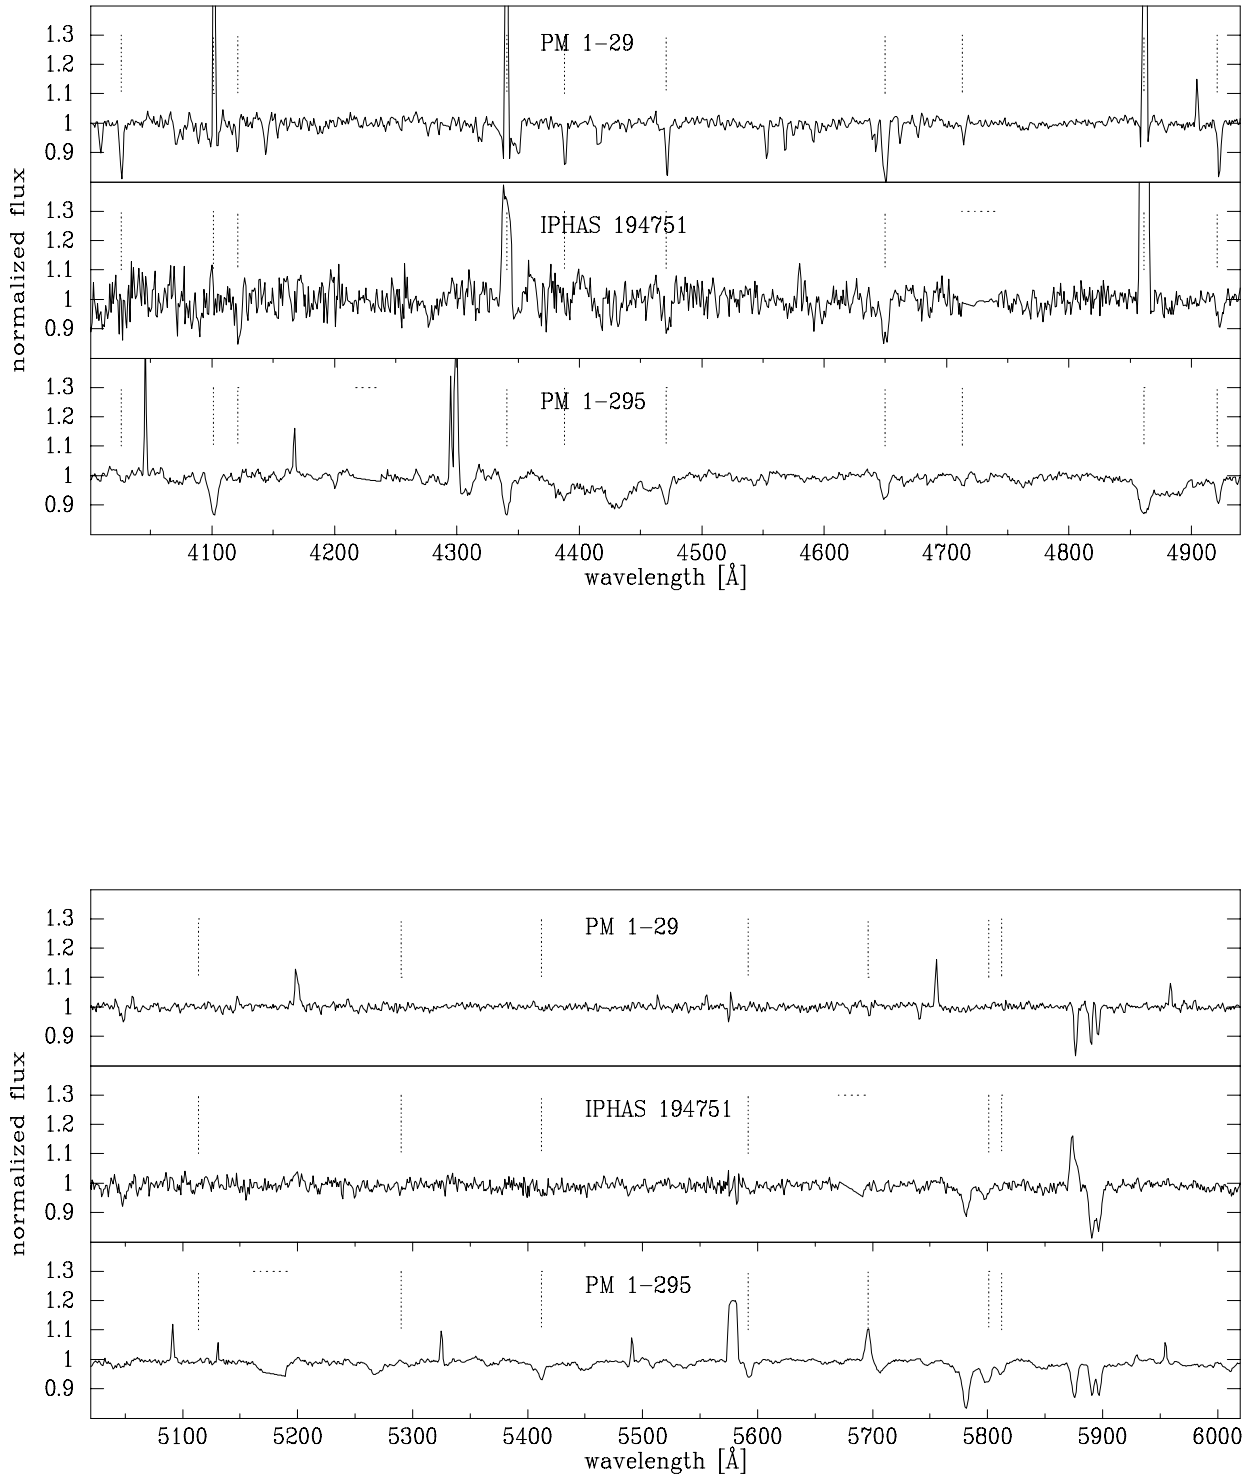 1.3
1.2
1.1
1
0.9
PM 1-29
1.3
1.2
1.1
1
0.9
IPHAS 194751
1.3
1.2
1.1
1
0.9
PM 1-295
normalized flux
4100 4200 4300 4400 4500 4600 4700 4800 4900
wavelength [Å]
1.3
1.2
1.1
1
0.9
PM 1-29
1.3
1.2
1.1
1
0.9
IPHAS 194751
1.3
1.2
1.1
1
0.9
PM 1-295
normalized flux
5100 5200 5300 5400 5500 5600 5700 5800 5900 6000
wavelength [Å]